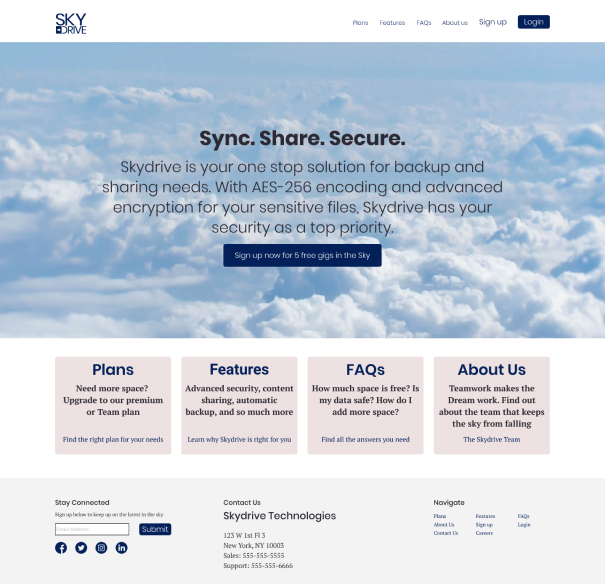 SKY
DRIVE
Plans Features FAQs About us Sign up Login
Sync. Share. Secure.
Skydrive is your one stop solution for backup and
sharing needs. With AES-256 encoding and advanced
encryption for your sensitive files, Skydrive has your
security as a top priority.
Sign up now for 5 free gigs in the Sky
Plans
Need more space?
Upgrade to our premium
or Team plan
Find the right plan for your needs
Features
Advanced security, content
sharing, automatic
backup, and so much more
Learn why Skydrive is right for you
FAQs
How much space is free? Is
my data safe? How do I
add more space?
Find all the answers you need
About Us
Teamwork makes the
Dream work. Find out
about the team that keeps
the sky from falling
The Skydrive Team
Stay Connected
Sign up below to keep up on the latest in the sky
Email Address
Submit
Contact Us
Skydrive Technologies
123 W 1st Fl 3
New York, NY 10003
Sales: 555-555-5555
Support: 555-555-6666
Navigate
Plans Features FAQs
About Us Sign up Login
Contact Us Careers